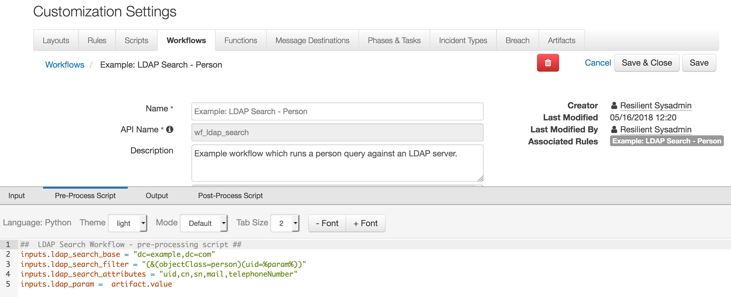 Customization Settings
Layouts Rules Scripts Workflows Functions Message Destinations Phases & Tasks Incident Types Breach Artifacts
Workflows / Example: LDAP Search - Person Cancel Save & Close Save
Name * Example: LDAP Search - Person
API Name * wf_ldap_search
Description Example workflow which runs a person query against an LDAP server.
Creator Resilient Sysadmin
Last Modified 05/16/2018 12:20
Last Modified By Resilient Sysadmin
Associated Rules Example: LDAP Search - Person
Input Pre-Process Script Output Post-Process Script
Language: Python Theme light Mode Default Tab Size 2 - Font + Font
1 ## LDAP Search Workflow - pre-processing script ##
2 inputs.ldap_search_base = "dc=example,dc=com"
3 inputs.ldap_search_filter = "(&(objectClass=person)(uid=%param%))"
4 inputs.ldap_search_attributes = "uid,cn,sn,mail,telephoneNumber"
5 inputs.ldap_param = artifact.value